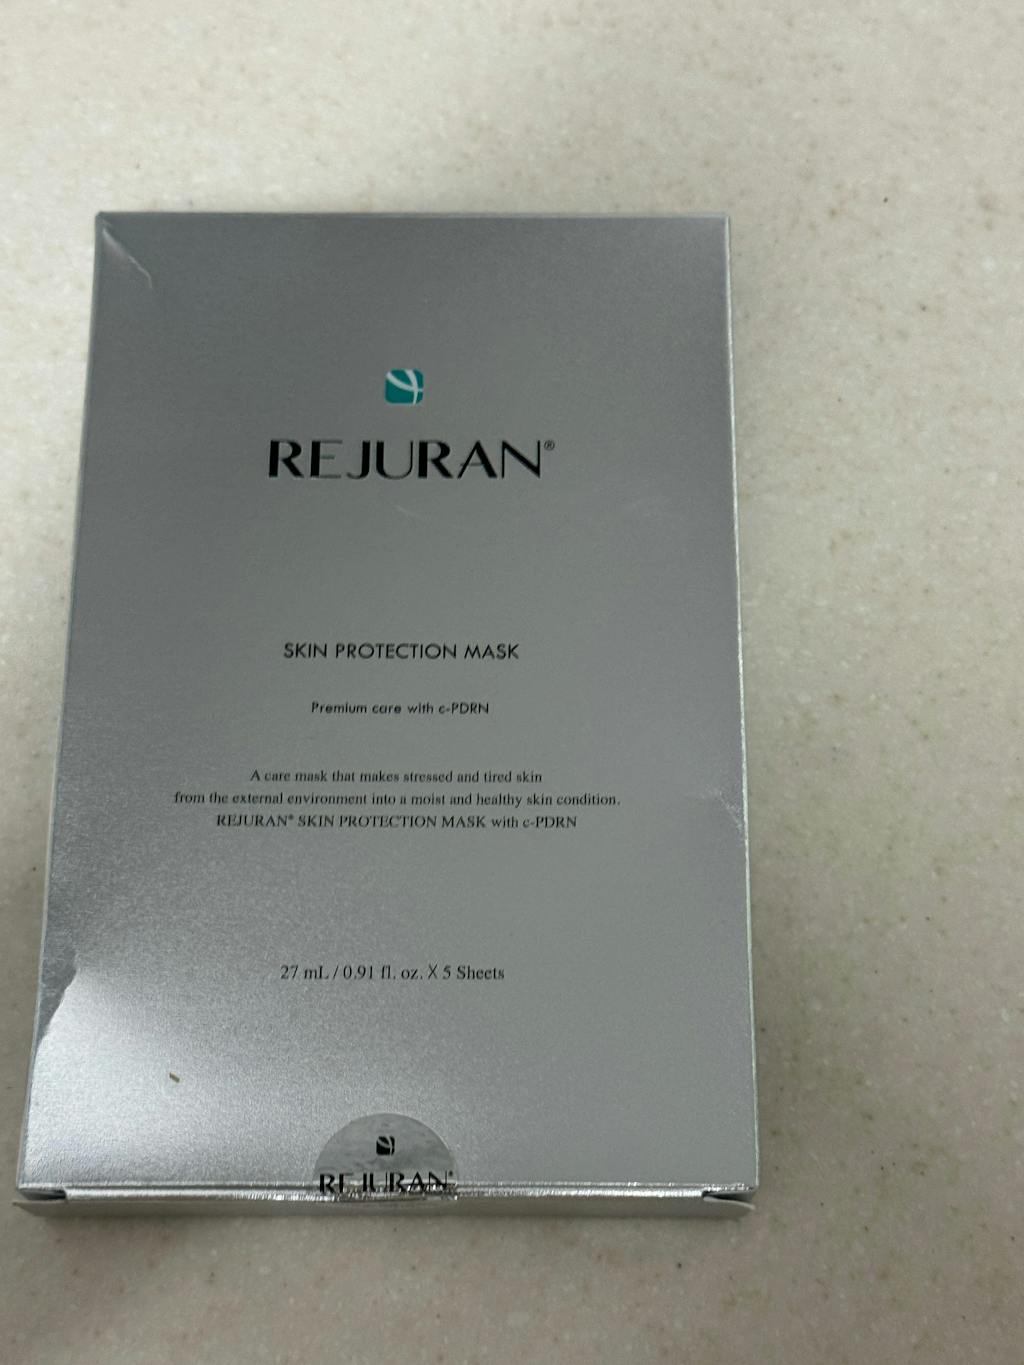 REJURAN®
SKIN PROTECTION MASK
Premium care with c-PDRN
A care mask that makes stressed and tired skin
from the external environment into a moist and healthy skin condition.
REJURAN® SKIN PROTECTION MASK with c-PDRN
27 mL / 0.91 fl. oz. X 5 Sheets
REJURAN®